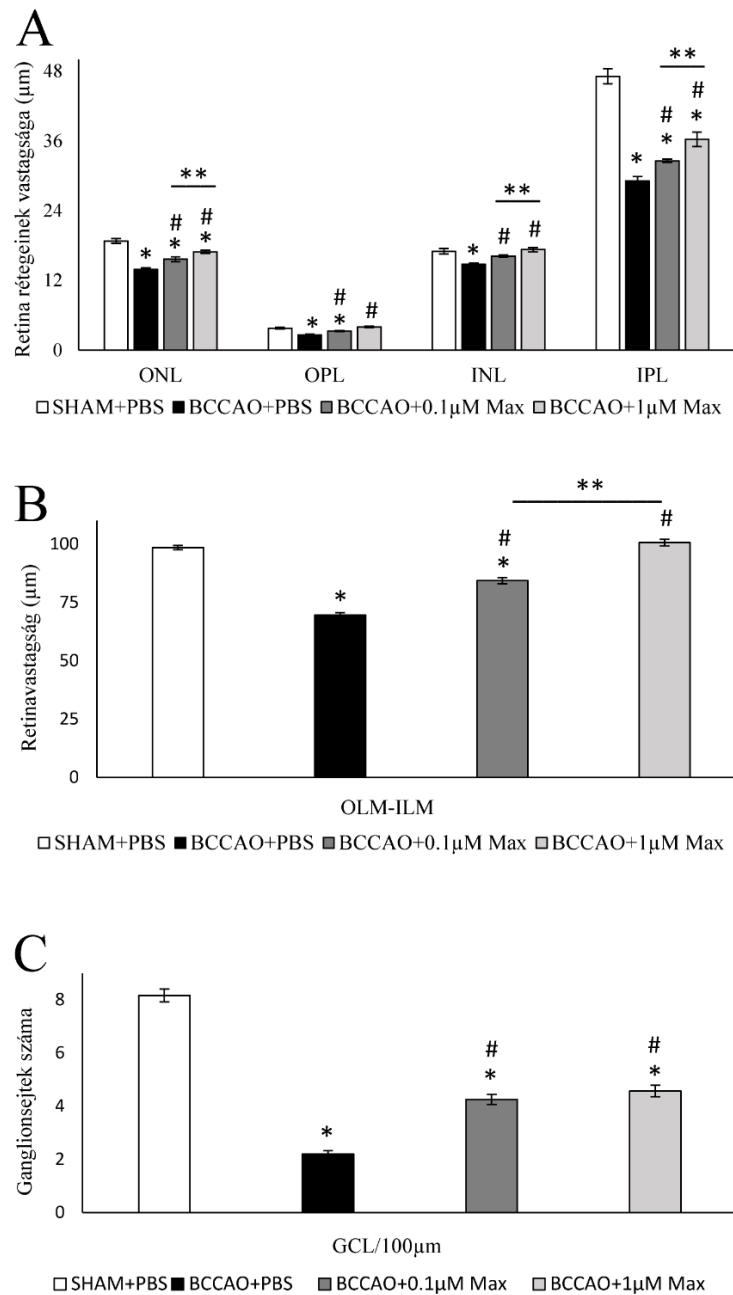 A
Retina rétegeinek vastagsága (µm)
48
36
24
12
0
**
# #
* * *
# #
* *
**
* # #
**
# #
* * *
ONL OPL INL IPL
SHAM+PBS BCCAO+PBS BCCAO+0.1µM Max BCCAO+1µM Max
B
Retinavastagság (µm)
100
75
50
25
0
**
# #
* *
OLM-ILM
SHAM+PBS BCCAO+PBS BCCAO+0.1µM Max BCCAO+1µM Max
C
Ganglionsejtek száma
8
6
4
2
0
# #
* * *
GCL/100µm
SHAM+PBS BCCAO+PBS BCCAO+0.1µM Max BCCAO+1µM Max